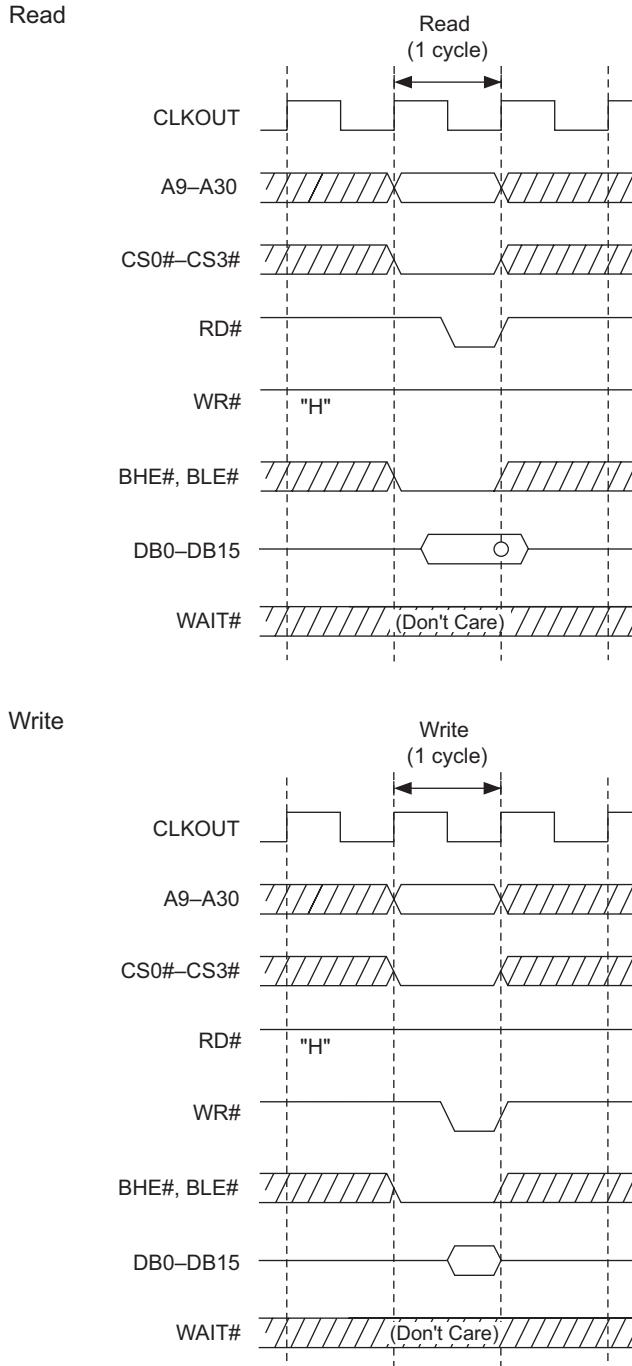 Read
Read
(1 cycle)
CLKOUT
A9–A30
CS0#–CS3#
RD#
WR#
"H"
BHE#, BLE#
DB0–DB15
WAIT#
(Don't Care)
Write
Write
(1 cycle)
CLKOUT
A9–A30
CS0#–CS3#
RD#
"H"
WR#
BHE#, BLE#
DB0–DB15
WAIT#
(Don't Care)